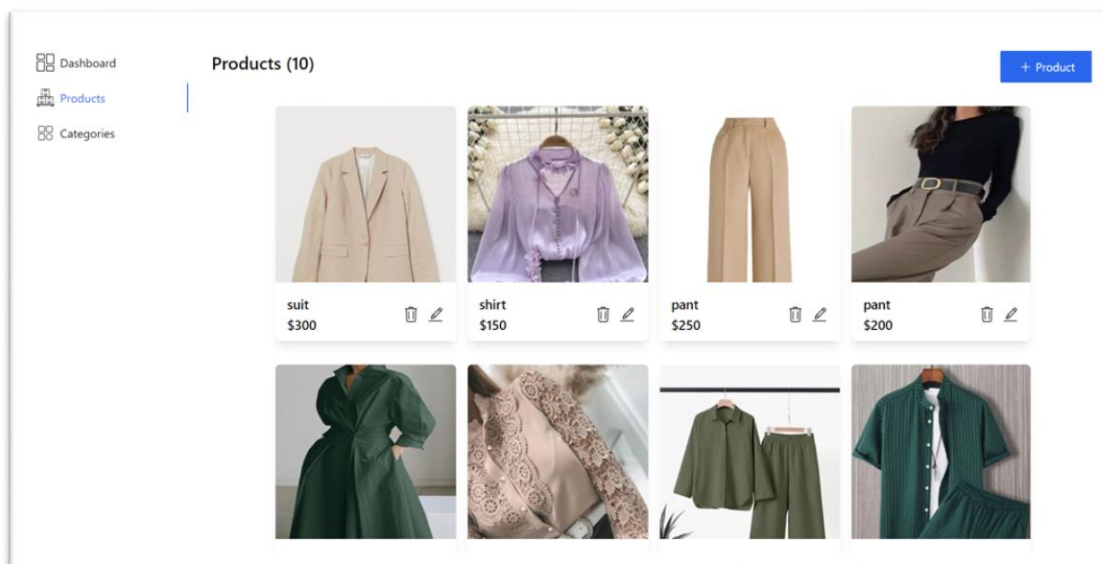 Dashboard
Products
Categories
Products (10)
+ Product
suit
$300
shirt
$150
pant
$250
pant
$200